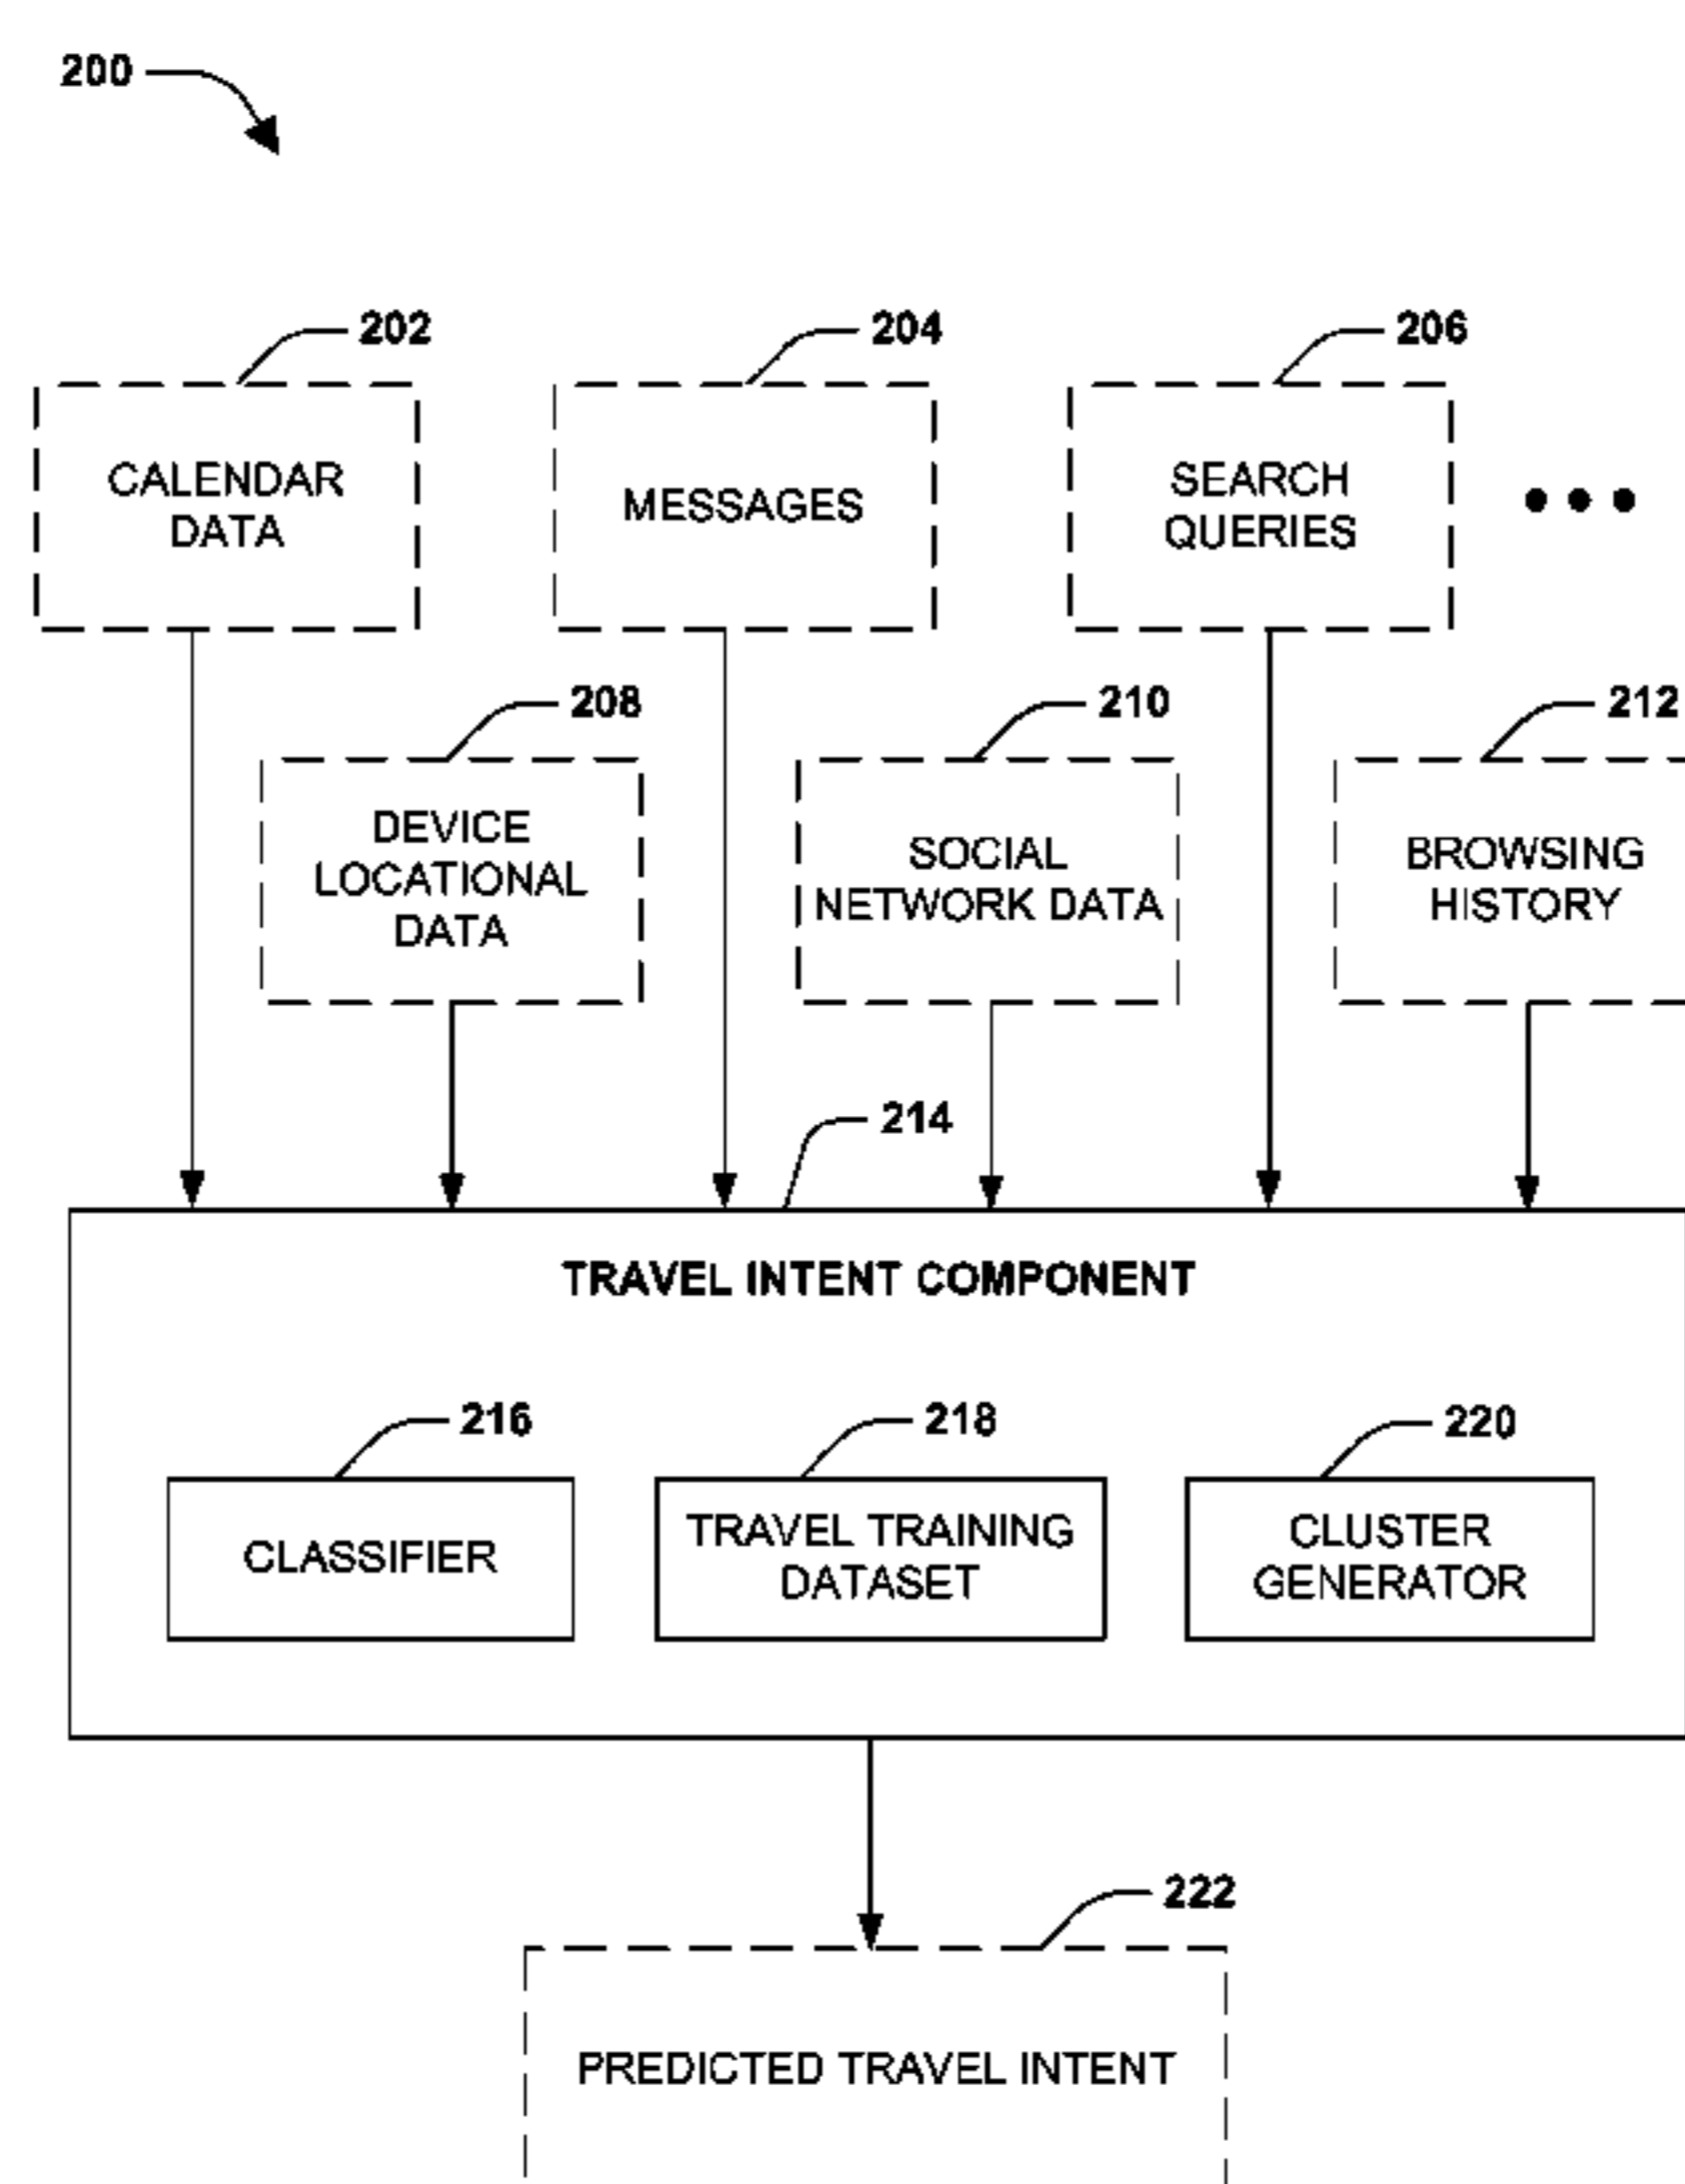 200
202
204
206
CALENDAR
DATA
MESSAGES
SEARCH
QUERIES
208
210
212
DEVICE
LOCATIONAL
DATA
SOCIAL
NETWORK DATA
BROWSING
HISTORY
214
TRAVEL INTENT COMPONENT
216
218
220
CLASSIFIER
TRAVEL TRAINING
DATASET
CLUSTER
GENERATOR
222
PREDICTED TRAVEL INTENT